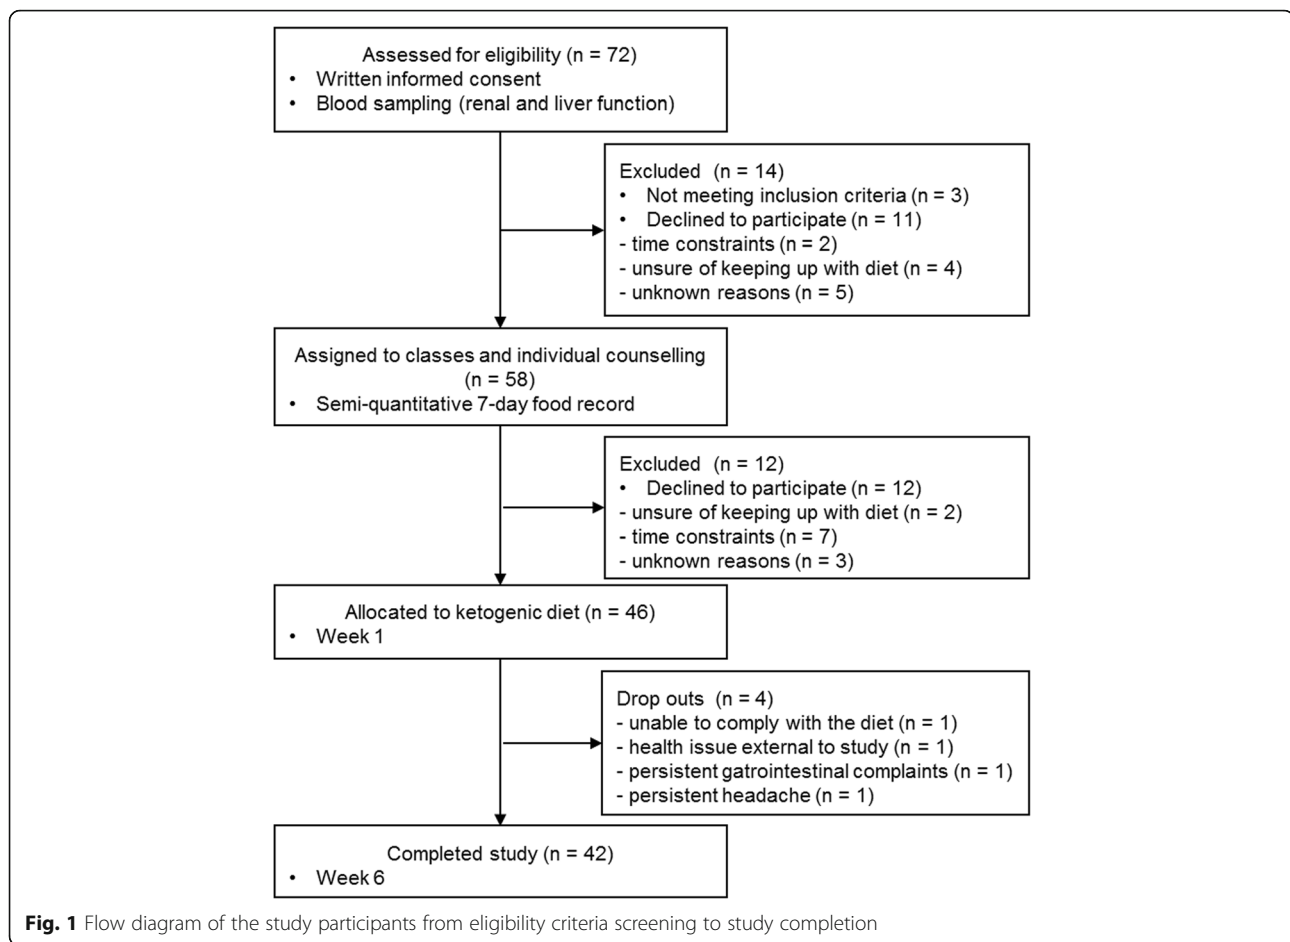 Assessed for eligibility (n = 72)
• Written informed consent
• Blood sampling (renal and liver function)
Excluded (n = 14)
• Not meeting inclusion criteria (n = 3)
• Declined to participate (n = 11)
- time constraints (n = 2)
- unsure of keeping up with diet (n = 4)
- unknown reasons (n = 5)
Assigned to classes and individual counselling
(n = 58)
• Semi-quantitative 7-day food record
Excluded (n = 12)
• Declined to participate (n = 12)
- unsure of keeping up with diet (n = 2)
- time constraints (n = 7)
- unknown reasons (n = 3)
Allocated to ketogenic diet (n = 46)
• Week 1
Drop outs (n = 4)
- unable to comply with the diet (n = 1)
- health issue external to study (n = 1)
- persistent gatrointestinal complaints (n = 1)
- persistent headache (n = 1)
Completed study (n = 42)
• Week 6
Fig. 1 Flow diagram of the study participants from eligibility criteria screening to study completion